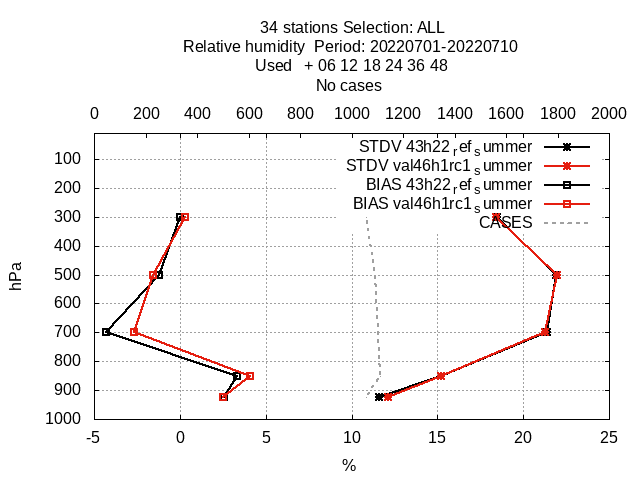 34 stations Selection: ALL
Relative humidity  Period: 20220701-20220710
Used   + 06 12 18 24 36 48
No cases
0 200 400 600 800 1000 1200 1400 1600 1800 2000
STDV 43h22_ref_summer
STDV val46h1rc1_summer
BIAS 43h22_ref_summer
BIAS val46h1rc1_summer
CASES
100
200
300
400
500
600
700
800
900
1000
hPa
-5 0 5 10 15 20 25
%